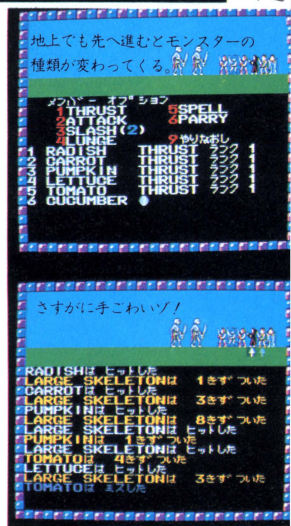 地上でも先へ進むとモンスターの
種類が変わってくる。
メンバー オプション
1 THRUST 5 SPELL
2 ATTACK 6 PARRY
3 SLASH(2)
4 LUNGE 9 やりなおし
1 RADISH THRUST ランク 1
2 CARROT THRUST ランク 1
3 PUMPKIN THRUST ランク 1
4 LETTUCE THRUST ランク 1
5 TOMATO THRUST ランク 1
6 CUCUMBER
さすがに手ごわいゾ!
RADISHは ヒットした
LARGE SKELETONは 1きずついた
CARROTは ヒットした
LARGE SKELETONは 3きずついた
PUMPKINは ヒットした
LARGE SKELETONは 8きずついた
LARGE SKELETONは ヒットした
PUMPKINは 1きずついた
LARGE SKELETONは ヒットした
TOMATOは 4きずついた
LETTUCEは ヒットした
LARGE SKELETONは 3きずついた
TOMATOは ミスした